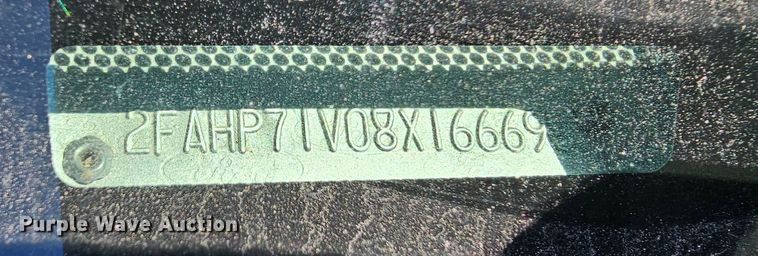 2FAHP71V08X16669
Purple Wave Auction